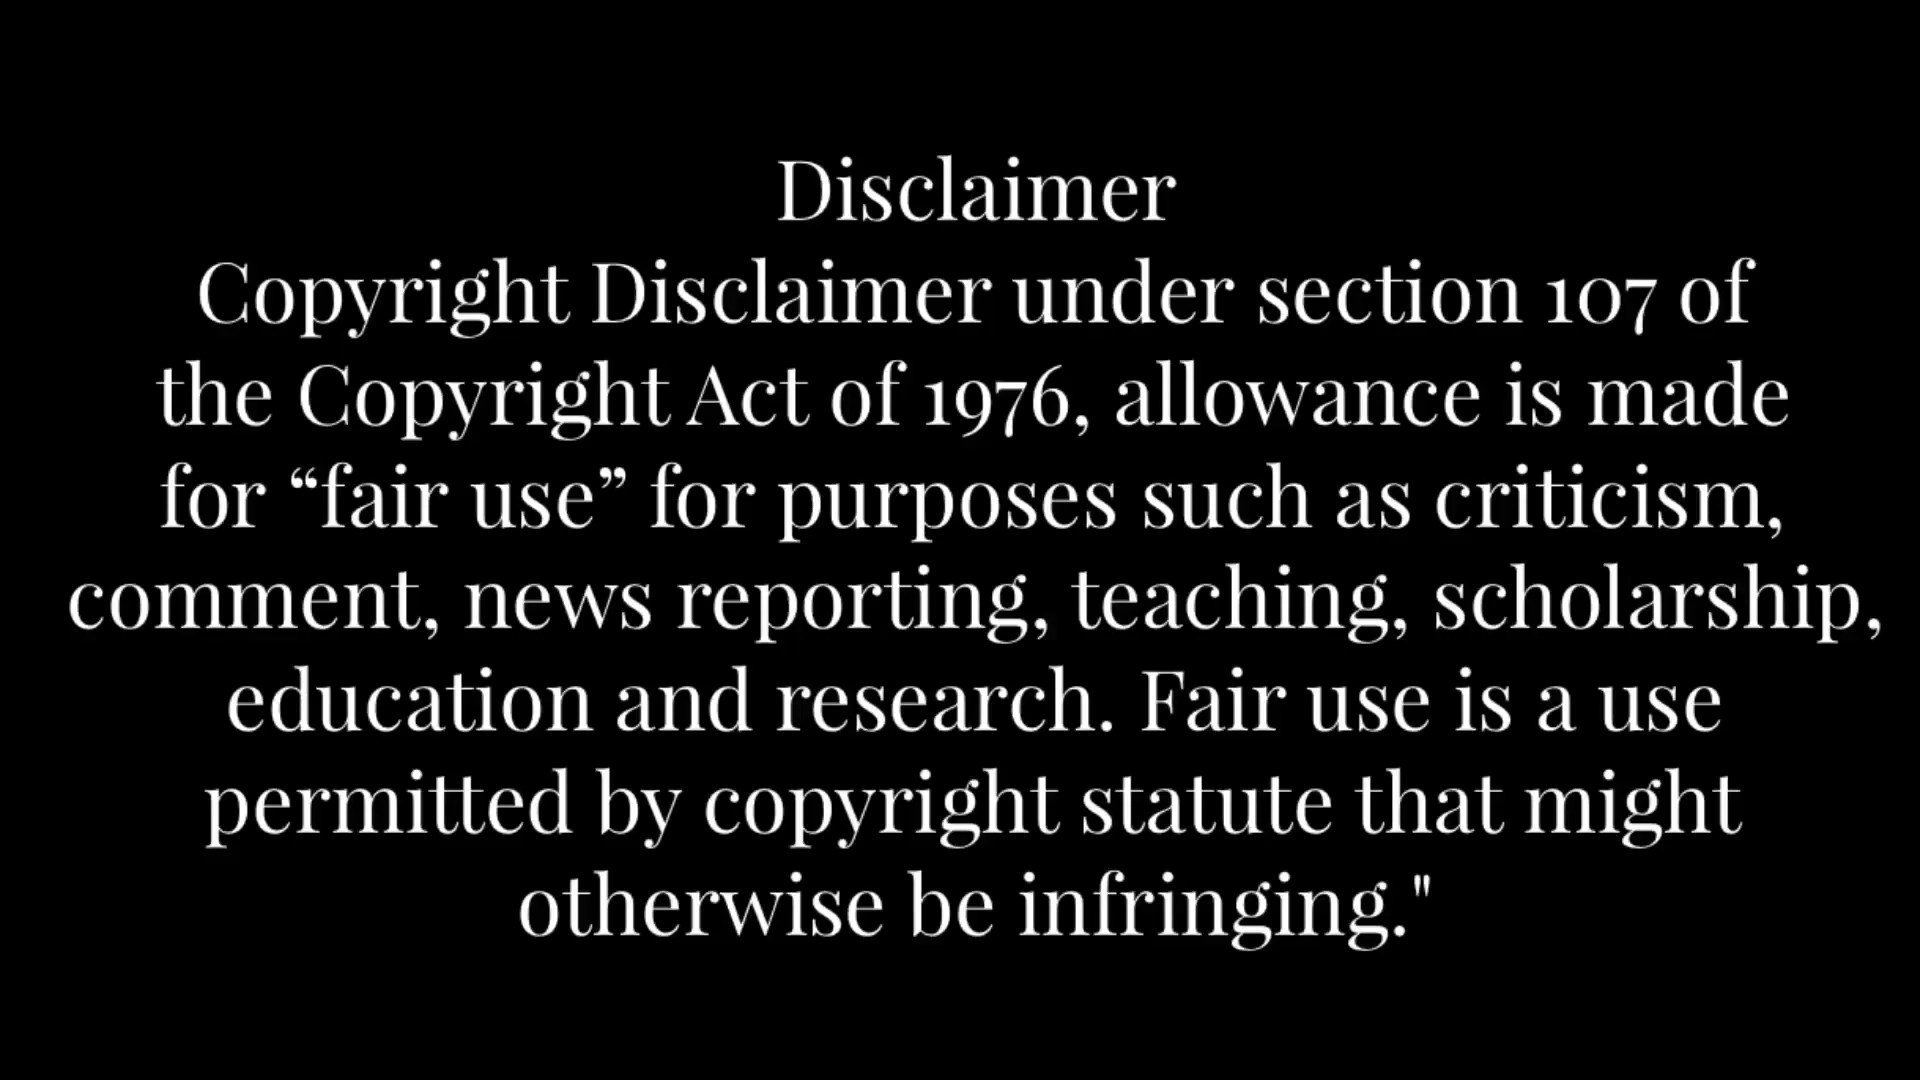 Disclaimer
Copyright Disclaimer under section 107 of
the Copyright Act of 1976, allowance is made
for “fair use” for purposes such as criticism,
comment, news reporting, teaching, scholarship,
education and research. Fair use is a use
permitted by copyright statute that might
otherwise be infringing."